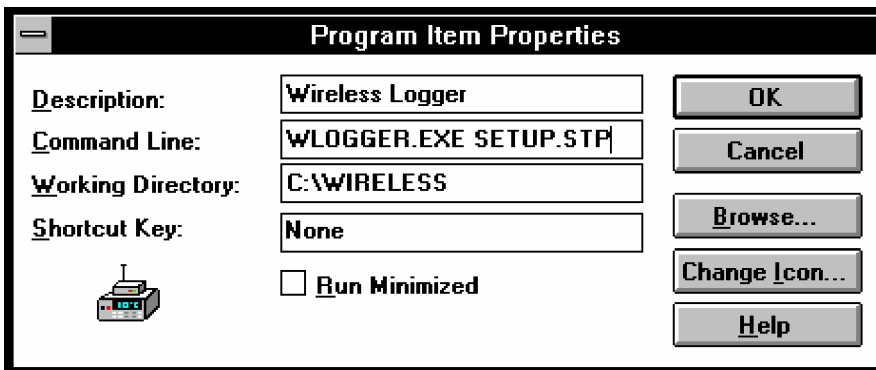 Program Item Properties
Description: Wireless Logger
Command Line: WLOGGER.EXE SETUP.STP
Working Directory: C:\WIRELESS
Shortcut Key: None
Run Minimized
OK
Cancel
Browse...
Change Icon...
Help